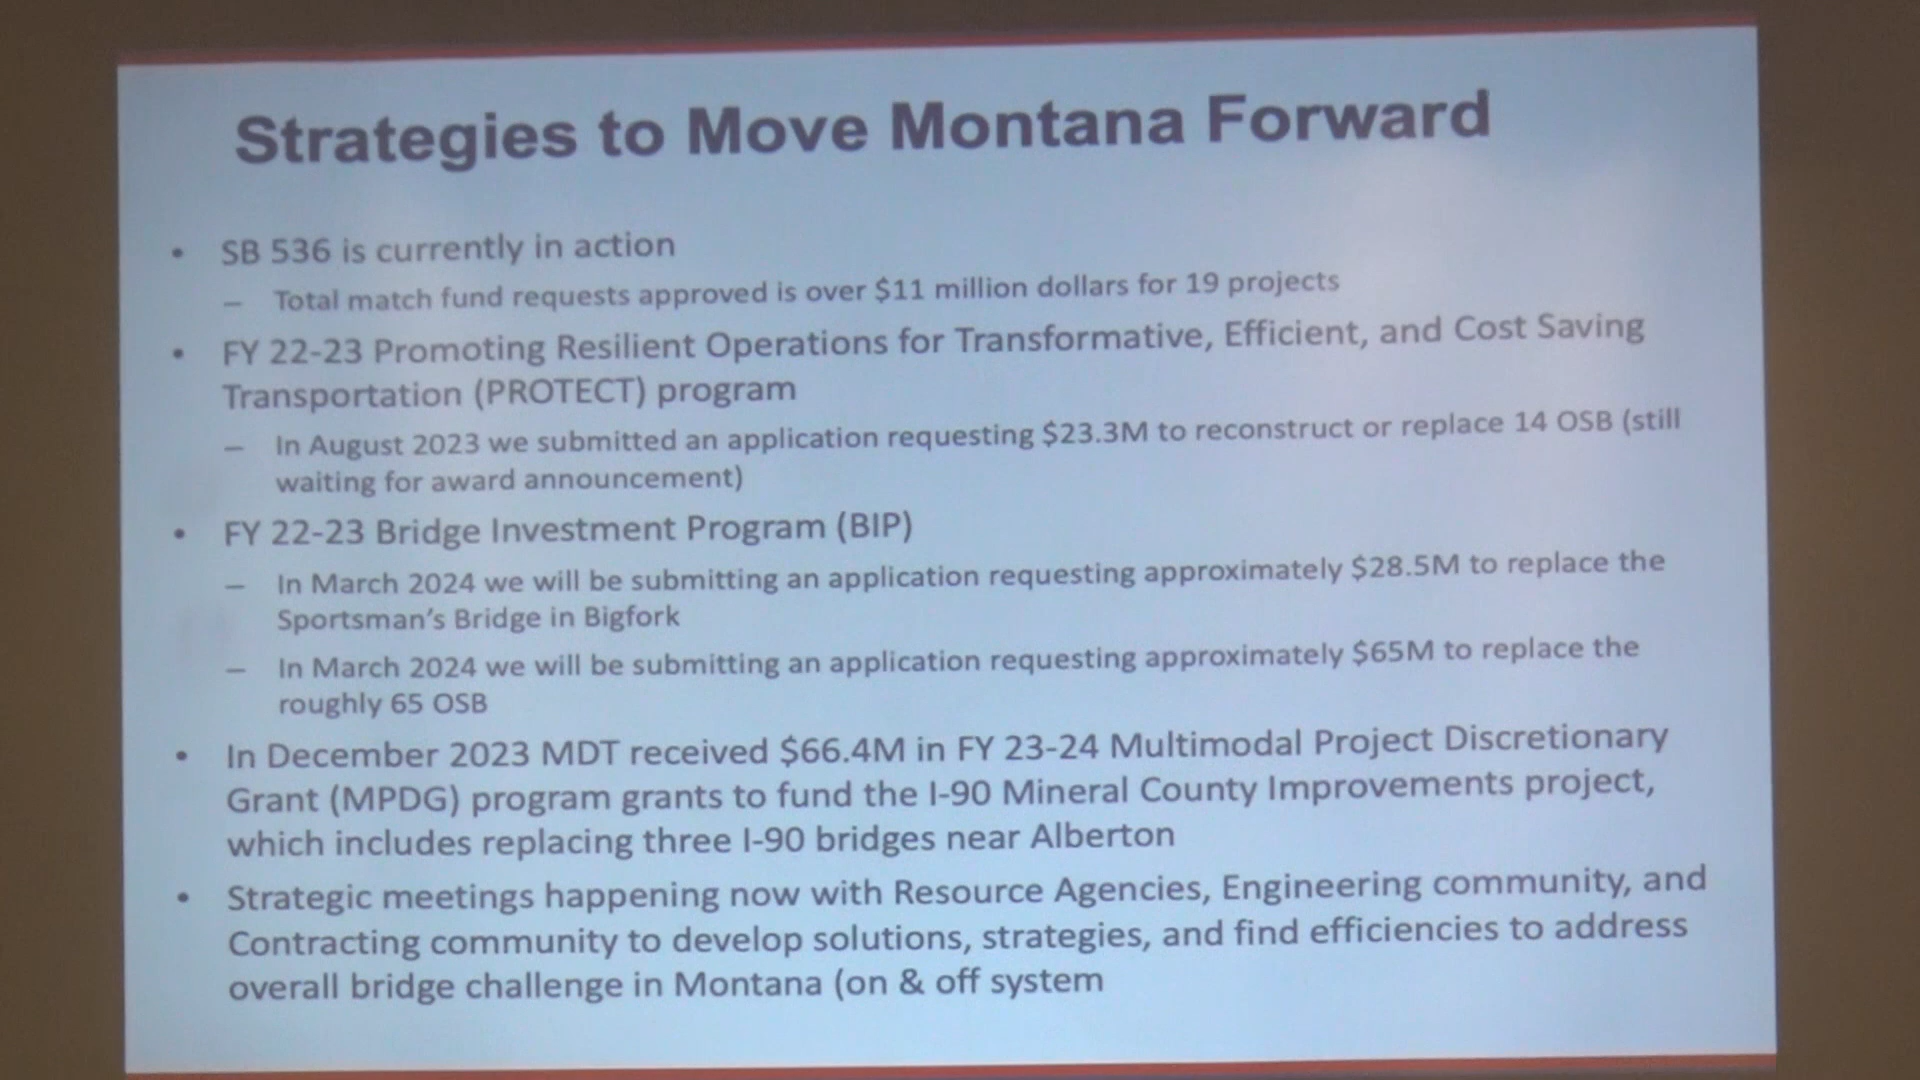 Strategies to Move Montana Forward
• SB 536 is currently in action
– Total match fund requests approved is over $11 million dollars for 19 projects
• FY 22-23 Promoting Resilient Operations for Transformative, Efficient, and Cost Saving
Transportation (PROTECT) program
– In August 2023 we submitted an application requesting $23.3M to reconstruct or replace 14 OSB (still
waiting for award announcement)
• FY 22-23 Bridge Investment Program (BIP)
– In March 2024 we will be submitting an application requesting approximately $28.5M to replace the
Sportsman’s Bridge in Bigfork
– In March 2024 we will be submitting an application requesting approximately $65M to replace the
roughly 65 OSB
• In December 2023 MDT received $66.4M in FY 23-24 Multimodal Project Discretionary
Grant (MPDG) program grants to fund the I-90 Mineral County Improvements project,
which includes replacing three I-90 bridges near Alberton
• Strategic meetings happening now with Resource Agencies, Engineering community, and
Contracting community to develop solutions, strategies, and find efficiencies to address
overall bridge challenge in Montana (on & off system